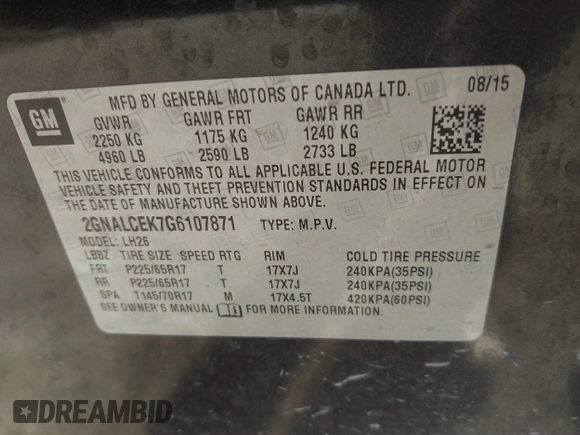 GM
MFD BY GENERAL MOTORS OF CANADA LTD. 08/15
GVWR GAWR FRT GAWR RR
2250 KG 1175 KG 1240 KG
4960 LB 2590 LB 2733 LB
THIS VEHICLE CONFORMS TO ALL APPLICABLE U.S. FEDERAL MOTOR
VEHICLE SAFETY AND THEFT PREVENTION STANDARDS IN EFFECT ON
THE DATE OF MANUFACTURE SHOWN ABOVE.
2GNALCEK7G6107871 TYPE: M.P.V.
MODEL: LH26
LBBZ TIRE SIZE SPEED RTG RIM COLD TIRE PRESSURE
FRT P225/65R17 T 17X7J 240KPA(35PSI)
RR P225/65R17 T 17X7J 240KPA(35PSI)
SPA T145/70R17 M 17X4.5T 420KPA(60PSI)
SEE OWNER'S MANUAL FOR MORE INFORMATION.
DREAMBID